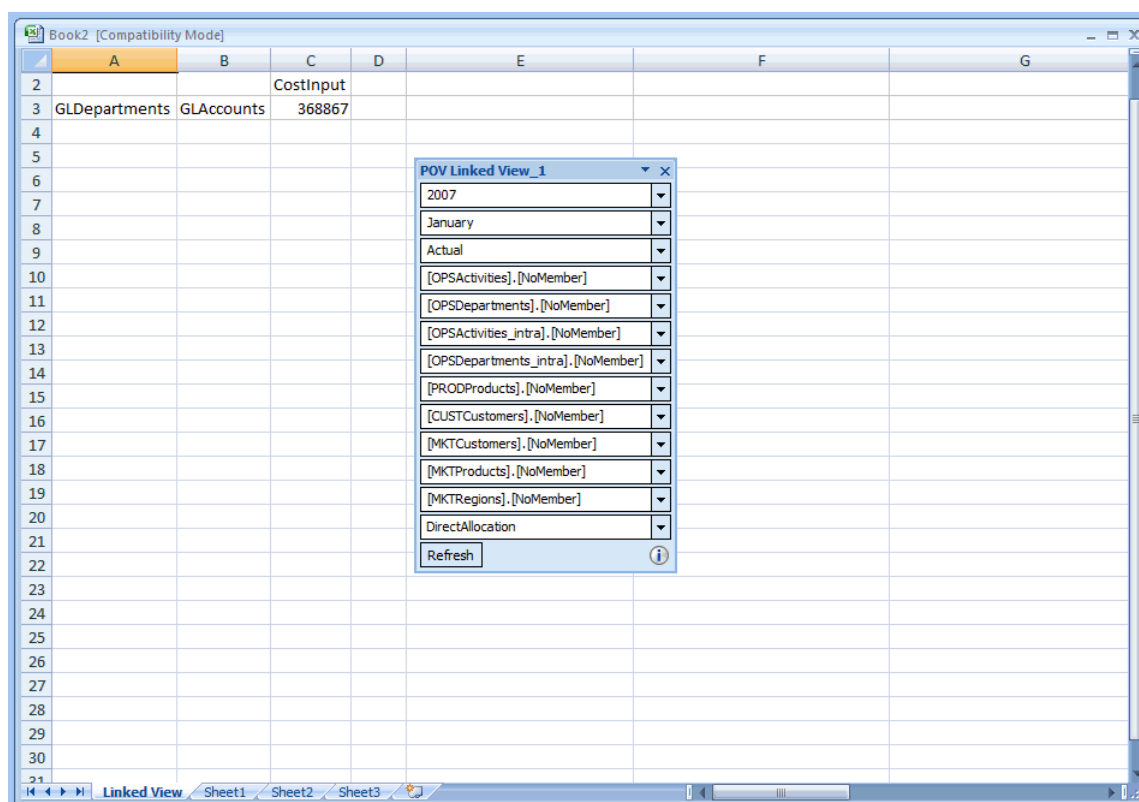 Book2 [Compatibility Mode]
A B C D E F G
2 CostInput
3 GLDepartments GLAccounts 368867
4
5
6
7
8
9
10
11
12
13
14
15
16
17
18
19
20
21
22
23
24
25
26
27
28
29
30
31
POV Linked View_1
2007
January
Actual
[OPSActivities].[NoMember]
[OPSDepartments].[NoMember]
[OPSActivities_intra].[NoMember]
[OPSDepartments_intra].[NoMember]
[PRODProducts].[NoMember]
[CUSTCustomers].[NoMember]
[MKTCustomers].[NoMember]
[MKTProducts].[NoMember]
[MKTRegions].[NoMember]
DirectAllocation
Refresh
Linked View Sheet1 Sheet2 Sheet3